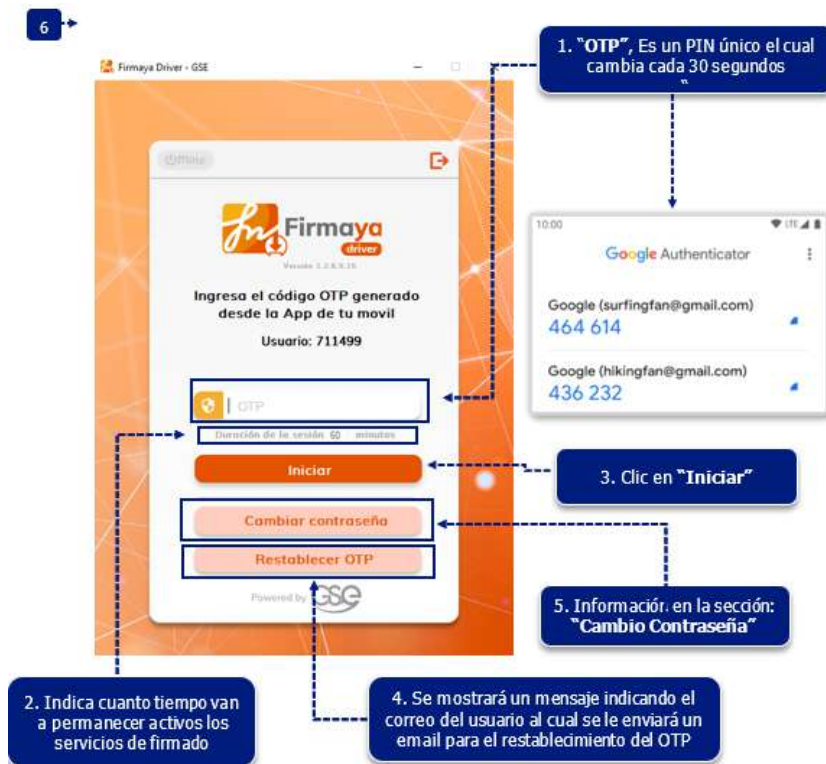 6
1. “OTP”, Es un PIN único el cual
cambia cada 30 segundos
“
Firmaya Driver - GSE
Offline
Firmaya
driver
Ingresa el código OTP generado
desde la App de tu movil
Usuario: 711499
OTP
Duración de la sesión 60 minutos
Iniciar
Cambiar contraseña
Restablecer OTP
Powered by GSE
10:00
LTE
Google Authenticator
Google (surfingfan@gmail.com)
464 614
Google (hikingfan@gmail.com)
436 232
3. Clic en “Iniciar”
5. Información en la sección:
“Cambio Contraseña”
2. Indica cuanto tiempo van
a permanecer activos los
servicios de firmado
4. Se mostrará un mensaje indicando el
correo del usuario al cual se le enviará un
email para el restablecimiento del OTP